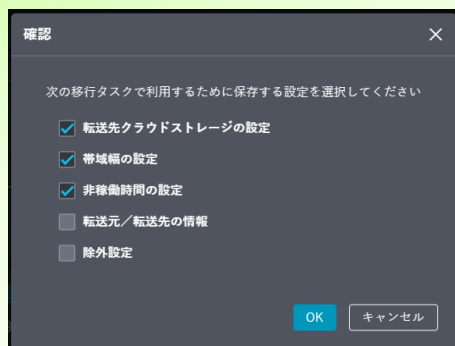 確認
次の移行タスクで利用するために保存する設定を選択してください
転送先クラウドストレージの設定
帯域幅の設定
非稼働時間の設定
転送元／転送先の情報
除外設定
OK キャンセル